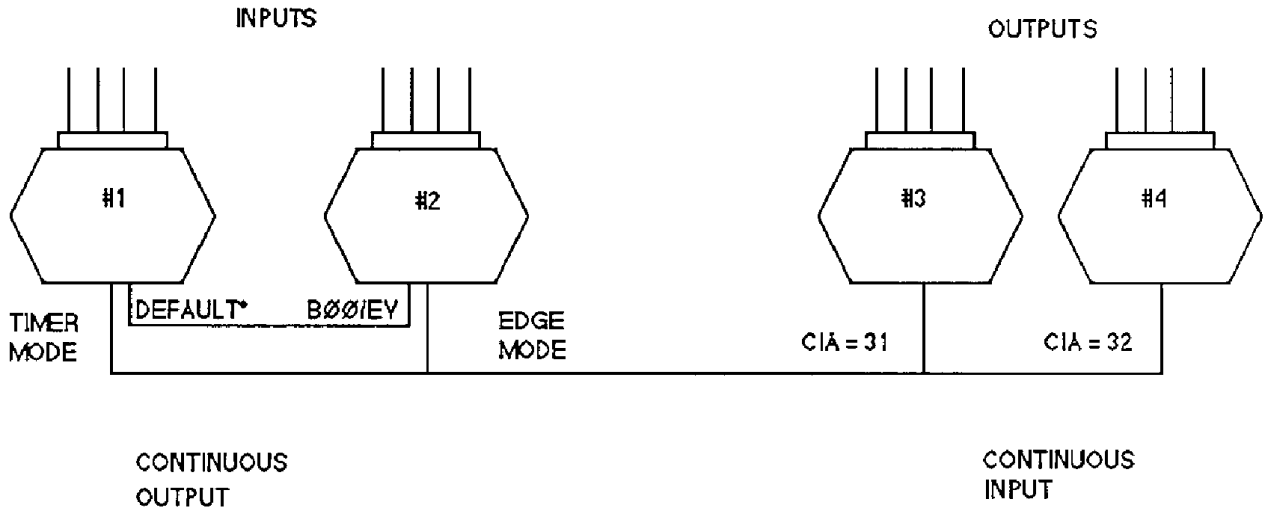 INPUTS
OUTPUTS
#1
#2
#3
#4
DEFAULT*
BØØ/EY
TIMER
MODE
EDGE
MODE
CIA = 31
CIA = 32
CONTINUOUS
OUTPUT
CONTINUOUS
INPUT